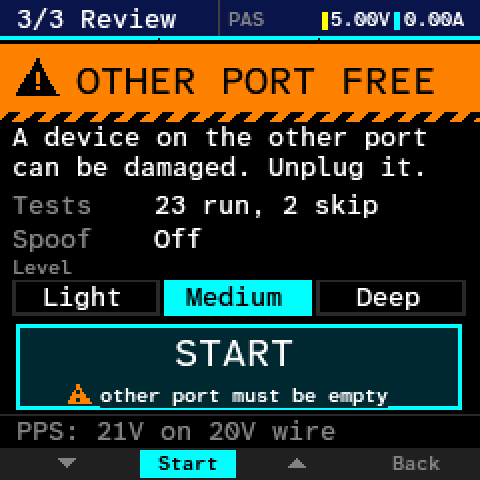 3/3 Review PAS 5.00V 0.00A
OTHER PORT FREE
A device on the other port
can be damaged. Unplug it.
Tests 23 run, 2 skip
Spoof Off
Level
Light Medium Deep
START
other port must be empty
PPS: 21V on 20V wire
Start Back